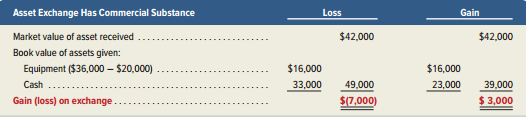 Asset Exchange Has Commercial Substance Loss Gain
Market value of asset received ........................ $42,000 $42,000
Book value of assets given:
Equipment ($36,000 – $20,000) ........................ $16,000 $16,000
Cash ........................ 33,000 49,000 23,000 39,000
Gain (loss) on exchange ........................ $(7,000) $ 3,000